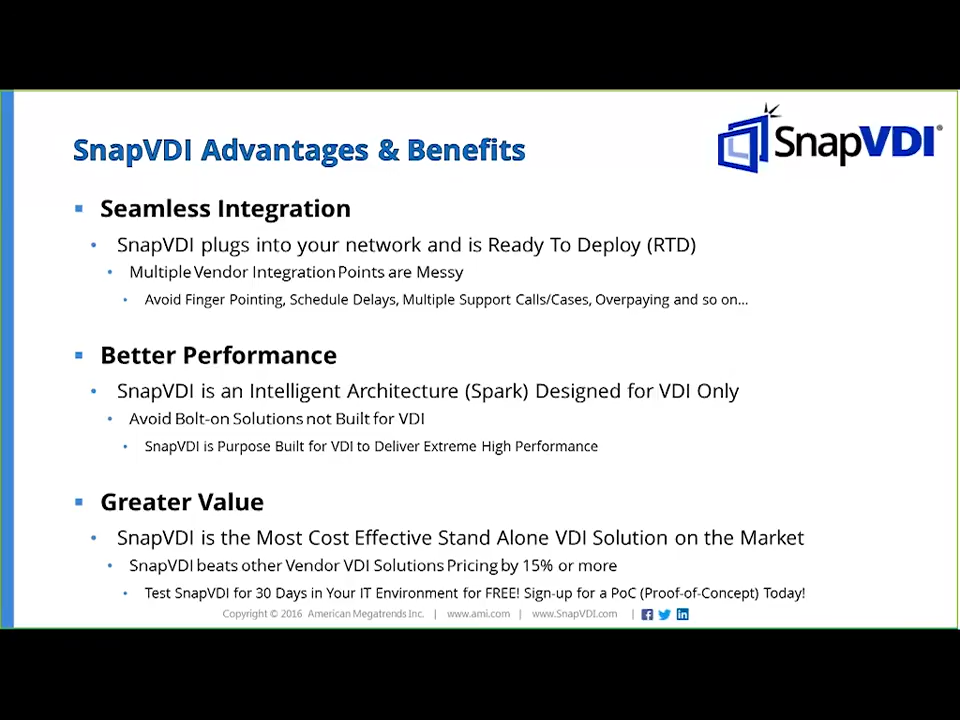 SnapVDI Advantages & Benefits
SnapVDI®
Seamless Integration
SnapVDI plugs into your network and is Ready To Deploy (RTD)
Multiple Vendor Integration Points are Messy
Avoid Finger Pointing, Schedule Delays, Multiple Support Calls/Cases, Overpaying and so on...
Better Performance
SnapVDI is an Intelligent Architecture (Spark) Designed for VDI Only
Avoid Bolt-on Solutions not Built for VDI
SnapVDI is Purpose Built for VDI to Deliver Extreme High Performance
Greater Value
SnapVDI is the Most Cost Effective Stand Alone VDI Solution on the Market
SnapVDI beats other Vendor VDI Solutions Pricing by 15% or more
Test SnapVDI for 30 Days in Your IT Environment for FREE! Sign-up for a PoC (Proof-of-Concept) Today!
Copyright © 2016 American Megatrends Inc. | www.ami.com | www.SnapVDI.com |